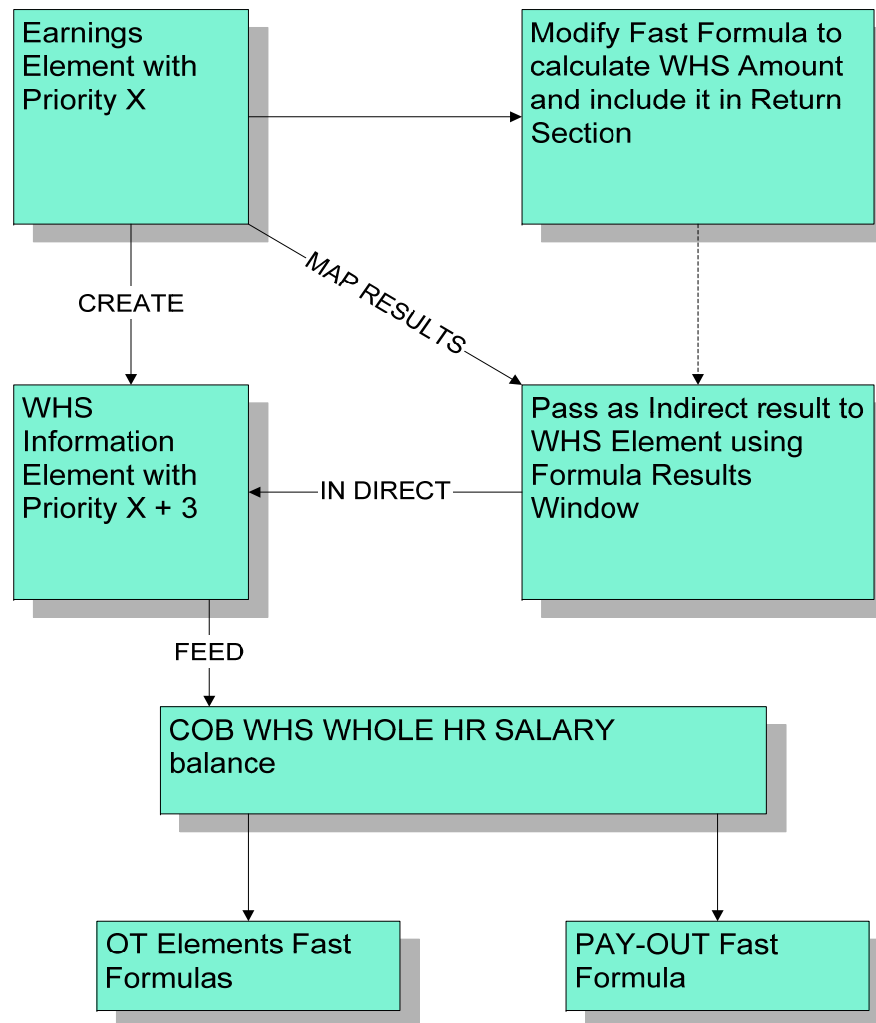 Earnings
Element with
Priority X
Modify Fast Formula to
calculate WHS Amount
and include it in Return
Section
CREATE
MAP RESULTS
WHS
Information
Element with
Priority X + 3
IN DIRECT
Pass as Indirect result to
WHS Element using
Formula Results
Window
FEED
COB WHS WHOLE HR SALARY
balance
OT Elements Fast
Formulas
PAY-OUT Fast
Formula